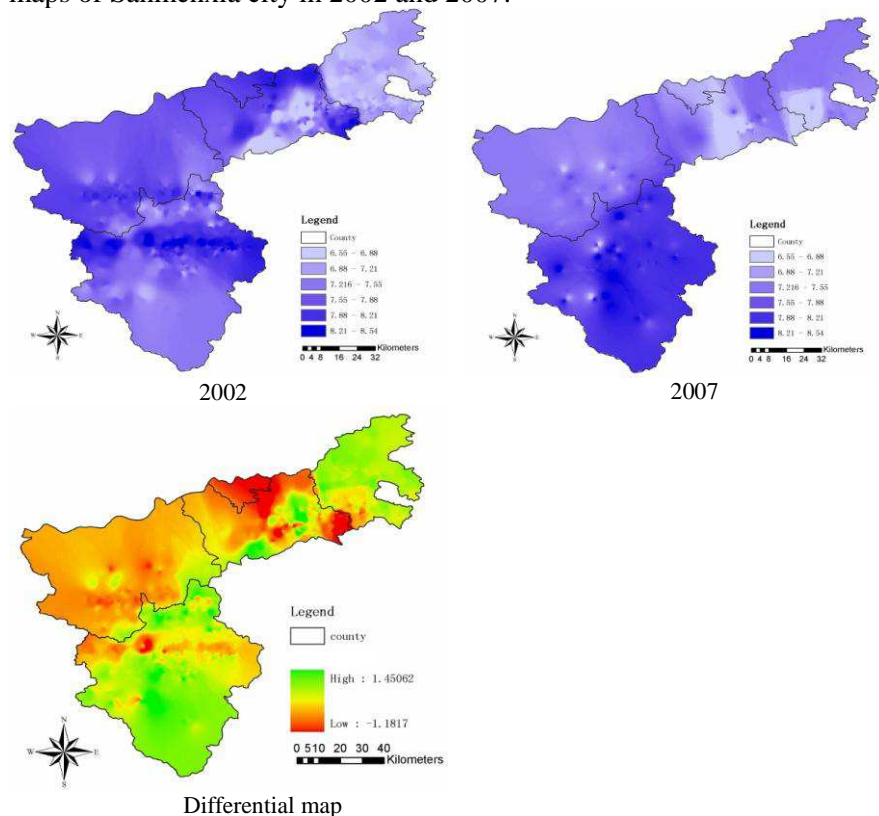 maps of Sanmenxia city in 2002 and 2007.
Legend
County
6.55 - 6.88
6.88 - 7.21
7.216 - 7.55
7.55 - 7.88
7.88 - 8.21
8.21 - 8.54
N
W E
S
Kilometers
0 4 8 16 24 32
2002
Legend
County
6.55 - 6.88
6.88 - 7.21
7.216 - 7.55
7.55 - 7.88
7.88 - 8.21
8.21 - 8.54
N
W E
S
Kilometers
0 4 8 16 24 32
2007
Legend
county
High : 1.45062
Low : -1.1817
N
W E
S
0 510 20 30 40
Kilometers
Differential map